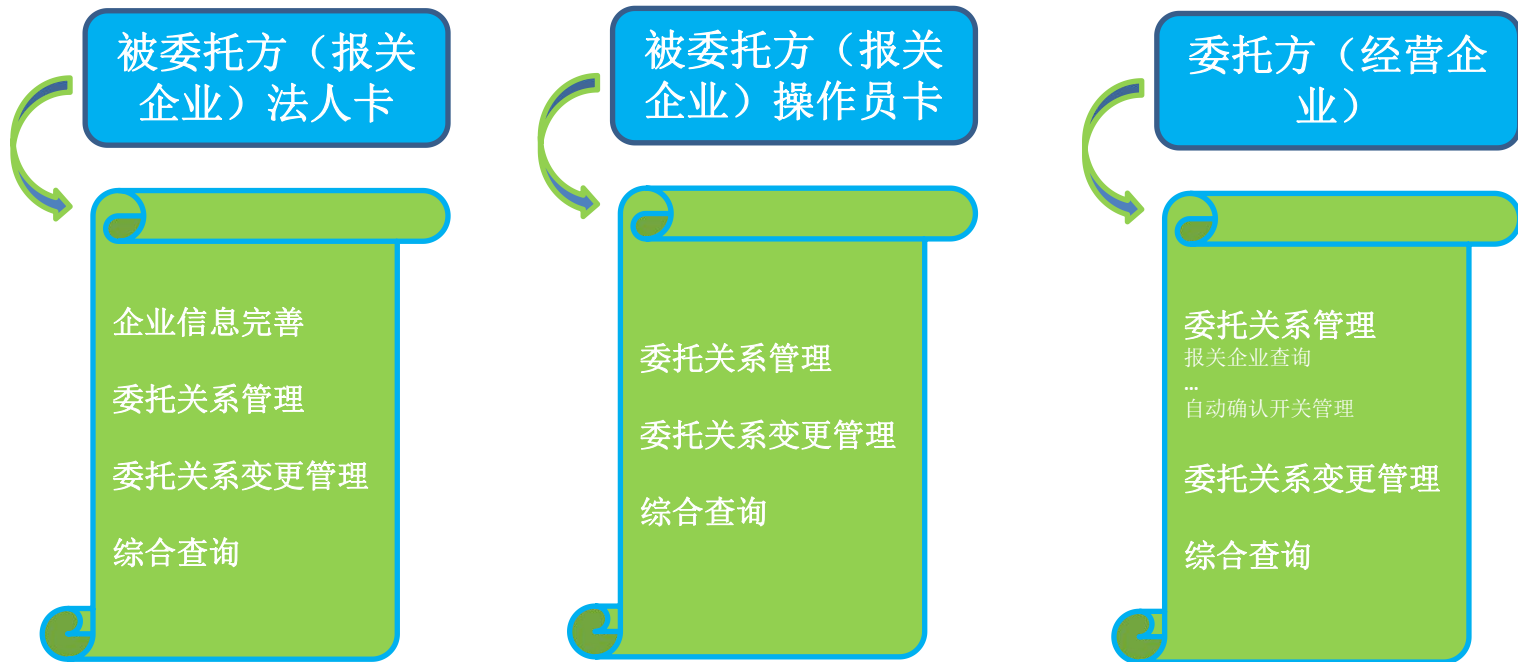 被委托方（报关
企业）法人卡
企业信息完善
委托关系管理
委托关系变更管理
综合查询
被委托方（报关
企业）操作员卡
委托关系管理
委托关系变更管理
综合查询
委托方（经营企
业）
委托关系管理
报关企业查询
...
自动确认开关管理
委托关系变更管理
综合查询